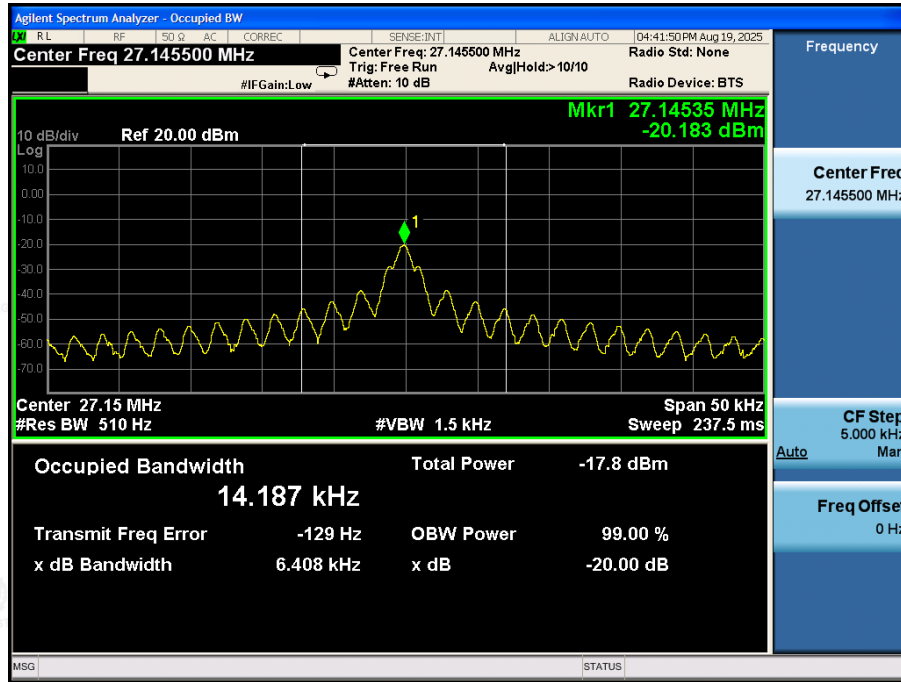 Agilent Spectrum Analyzer - Occupied BW
LXI RL RF 50 Ω AC CORREC SENSE:INT ALIGNAUTO 04:41:50PM Aug 19, 2025
Center Freq 27.145500 MHz
Center Freq: 27.145500 MHz
Radio Std: None
Trig: Free Run Avg|Hold:>10/10
#IFGain:Low
#Atten: 10 dB
Radio Device: BTS
Frequency
Mkr1 27.14535 MHz
-20.183 dBm
10 dB/div Ref 20.00 dBm
Log
10.0
0.00
-10.0
1
-20.0
-30.0
-40.0
-50.0
-60.0
-70.0
Center 27.15 MHz Span 50 kHz
#Res BW 510 Hz #VBW 1.5 kHz Sweep 237.5 ms
Center Freq
27.145500 MHz
CF Step
5.000 kHz
Auto Man
Freq Offset
0 Hz
Occupied Bandwidth Total Power -17.8 dBm
14.187 kHz
Transmit Freq Error -129 Hz OBW Power 99.00 %
x dB Bandwidth 6.408 kHz x dB -20.00 dB
MSG STATUS